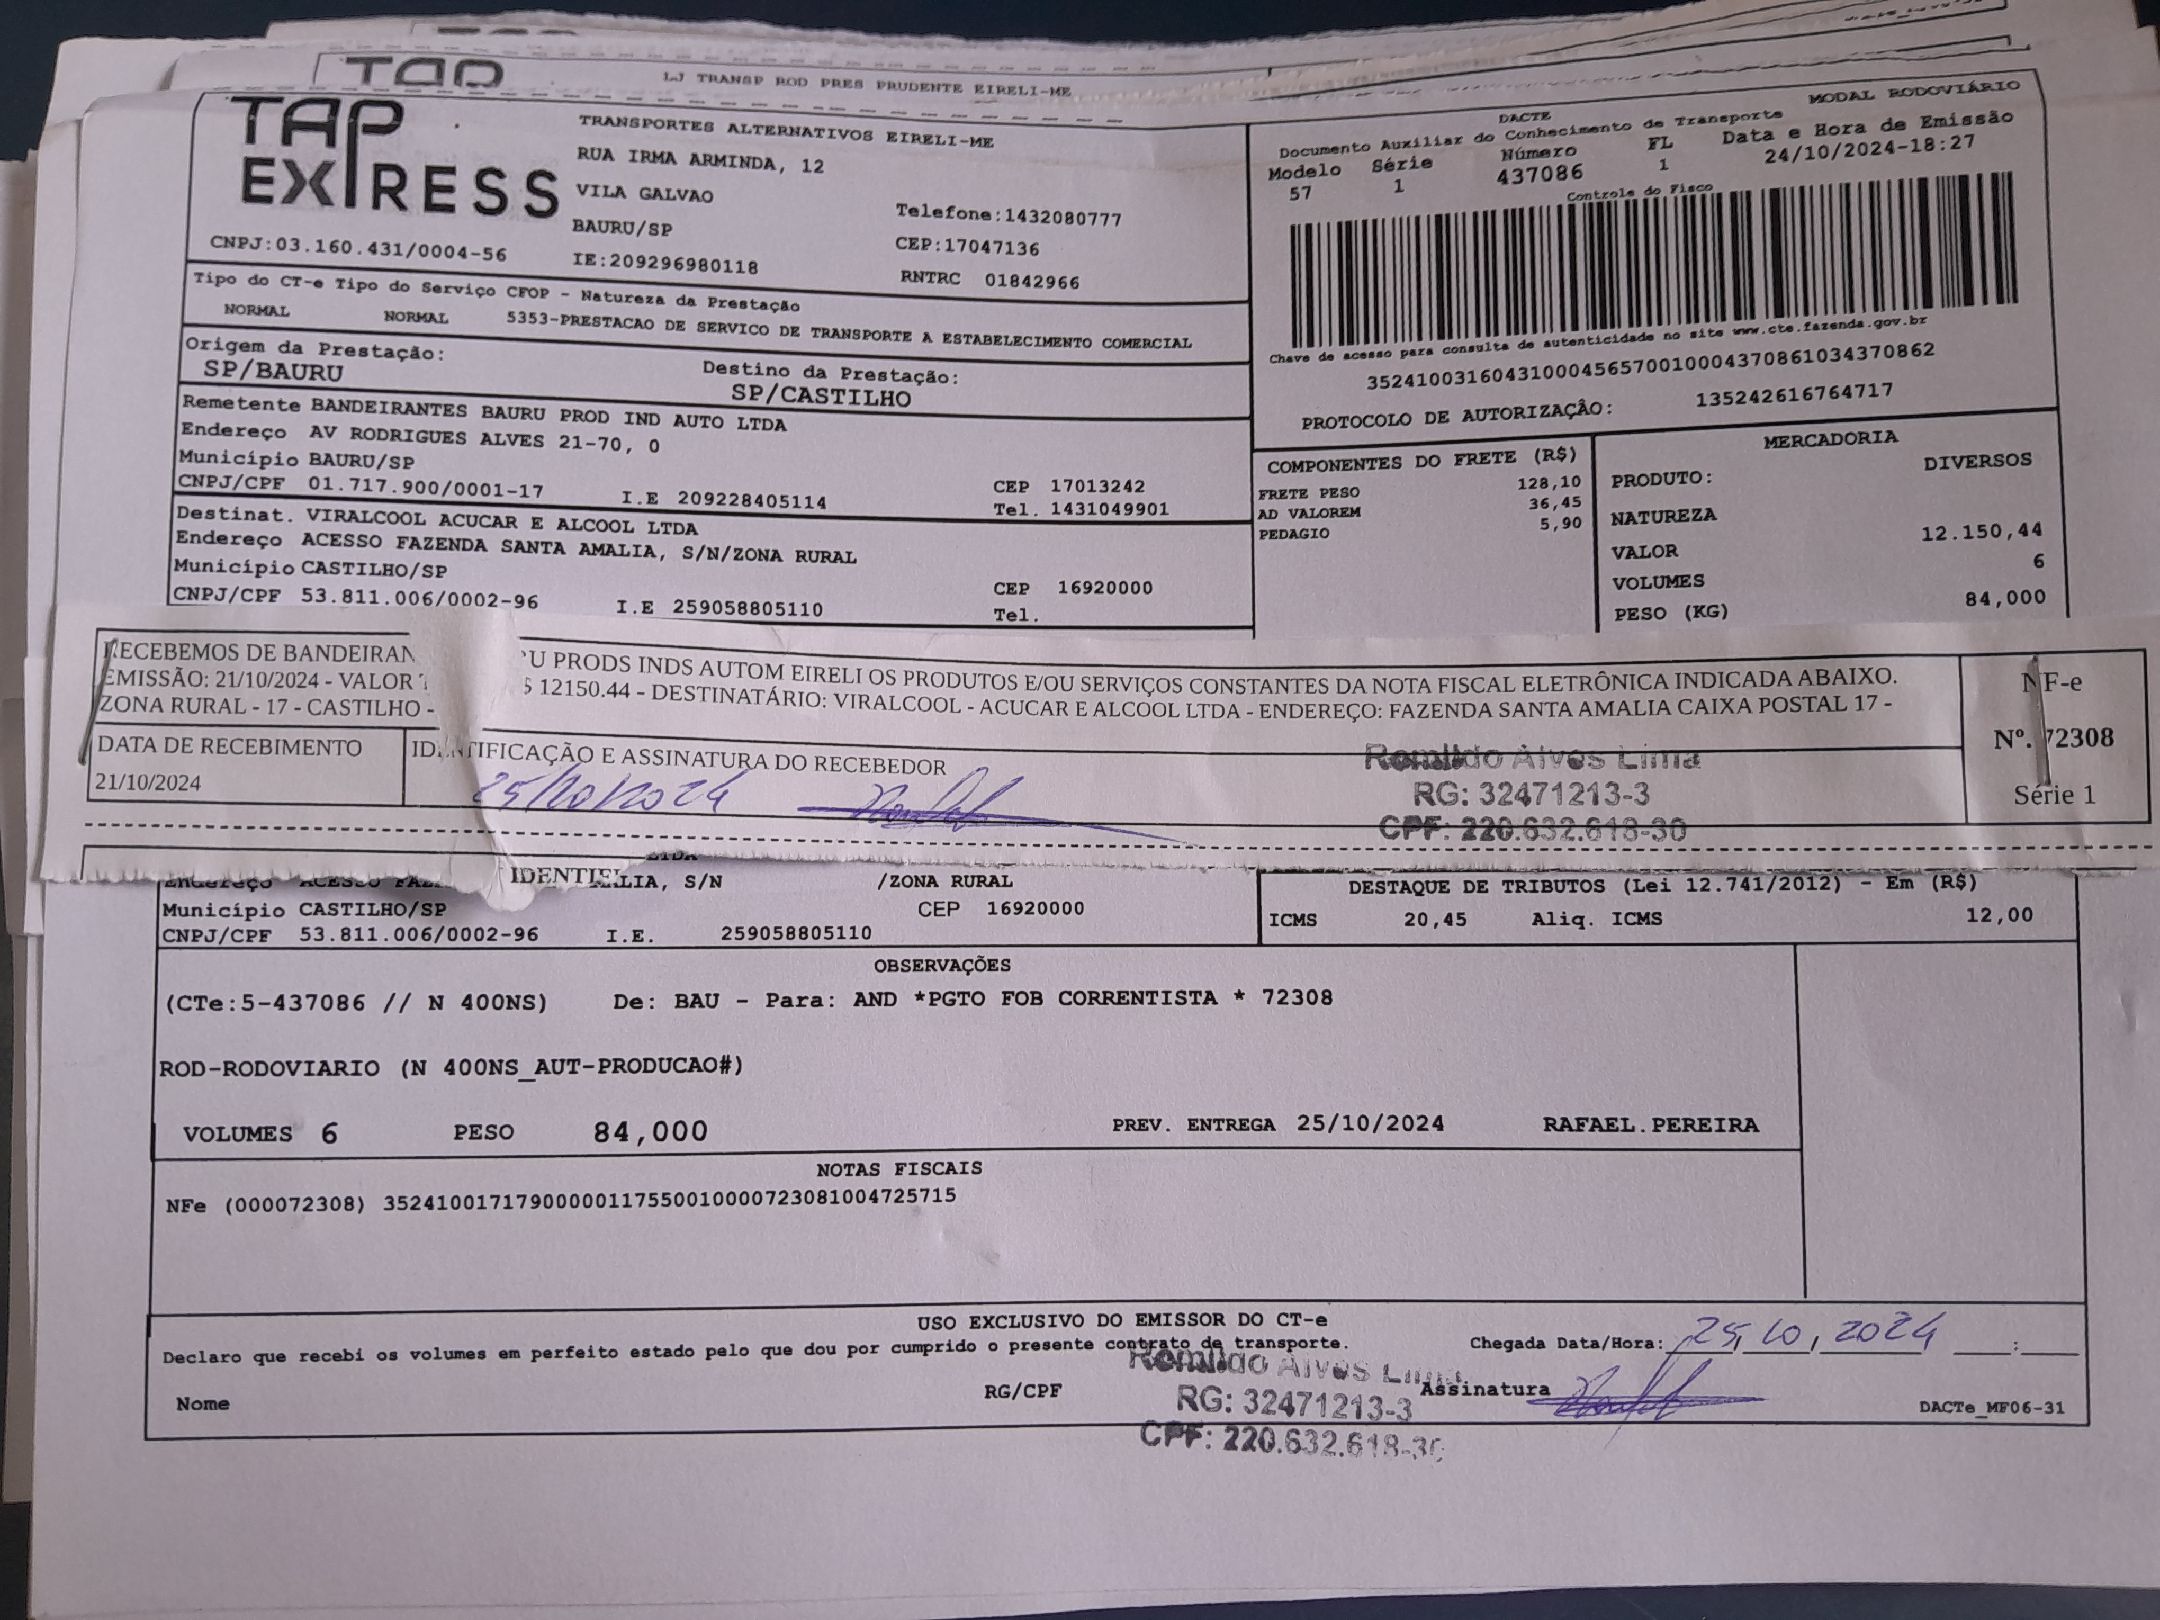 TAP
LJ TRANSP ROD PRES PRUDENTE EIRELI-ME
TAP
EXPRESS
TRANSPORTES ALTERNATIVOS EIRELI-ME
RUA IRMA ARMINDA, 12
VILA GALVAO
BAURU/SP
Telefone:1432080777
CEP:17047136
CNPJ:03.160.431/0004-56
IE:209296980118
RNTRC 01842966
DACTE
MODAL RODOVIÁRIO
Documento Auxiliar do Conhecimento de Transporte
Modelo Série Número FL Data e Hora de Emissão
57 1 437086 1 24/10/2024-18:27
Controle do Fisco
Chave de acesso para consulta de autenticidade no site www.cte.fazenda.gov.br
35241003160431000456570010004370861034370862
PROTOCOLO DE AUTORIZAÇÃO: 135242616764717
Tipo do CT-e Tipo do Serviço CFOP - Natureza da Prestação
NORMAL NORMAL 5353-PRESTACAO DE SERVICO DE TRANSPORTE A ESTABELECIMENTO COMERCIAL
Origem da Prestação: Destino da Prestação:
SP/BAURU SP/CASTILHO
Remetente BANDEIRANTES BAURU PROD IND AUTO LTDA
Endereço AV RODRIGUES ALVES 21-70, 0
Município BAURU/SP CEP 17013242
CNPJ/CPF 01.717.900/0001-17 I.E 209228405114 Tel. 1431049901
Destinat. VIRALCOOL ACUCAR E ALCOOL LTDA
Endereço ACESSO FAZENDA SANTA AMALIA, S/N/ZONA RURAL
Município CASTILHO/SP CEP 16920000
CNPJ/CPF 53.811.006/0002-96 I.E 259058805110 Tel.
COMPONENTES DO FRETE (R$)
FRETE PESO 128,10
AD VALOREM 36,45
PEDAGIO 5,90
MERCADORIA
PRODUTO: DIVERSOS
NATUREZA
VALOR 12.150,44
VOLUMES 6
PESO (KG) 84,000
RECEBEMOS DE BANDEIRAN U PRODS INDS AUTOM EIRELI OS PRODUTOS E/OU SERVIÇOS CONSTANTES DA NOTA FISCAL ELETRÔNICA INDICADA ABAIXO.
EMISSÃO: 21/10/2024 - VALOR 12150.44 - DESTINATÁRIO: VIRALCOOL - ACUCAR E ALCOOL LTDA - ENDEREÇO: FAZENDA SANTA AMALIA CAIXA POSTAL 17 -
ZONA RURAL - 17 - CASTILHO -
NF-e
Nº. 72308
Série 1
DATA DE RECEBIMENTO
21/10/2024
IDENTIFICAÇÃO E ASSINATURA DO RECEBEDOR
25/10/2024
Romildo Alves Lima
RG: 32471213-3
CPF: 220.632.618-30
LTDA
Endereço ACESSO IDENTIF LIA, S/N /ZONA RURAL
Município CASTILHO/SP CEP 16920000
CNPJ/CPF 53.811.006/0002-96 I.E. 259058805110
DESTAQUE DE TRIBUTOS (Lei 12.741/2012) - Em (R$)
ICMS 20,45 Aliq. ICMS 12,00
OBSERVAÇÕES
(CTe:5-437086 // N 400NS) De: BAU - Para: AND *PGTO FOB CORRENTISTA * 72308
ROD-RODOVIARIO (N 400NS_AUT-PRODUCAO#)
VOLUMES 6 PESO 84,000 PREV. ENTREGA 25/10/2024 RAFAEL.PEREIRA
NOTAS FISCAIS
NFe (000072308) 35241001717900000117550010000723081004725715
USO EXCLUSIVO DO EMISSOR DO CT-e
Declaro que recebi os volumes em perfeito estado pelo que dou por cumprido o presente contrato de transporte.
Chegada Data/Hora: 25, 10, 2024 :
Nome RG/CPF Assinatura
Romildo Alves Lima
RG: 32471213-3
CPF: 220.632.618-30
DACTe_MF06-31